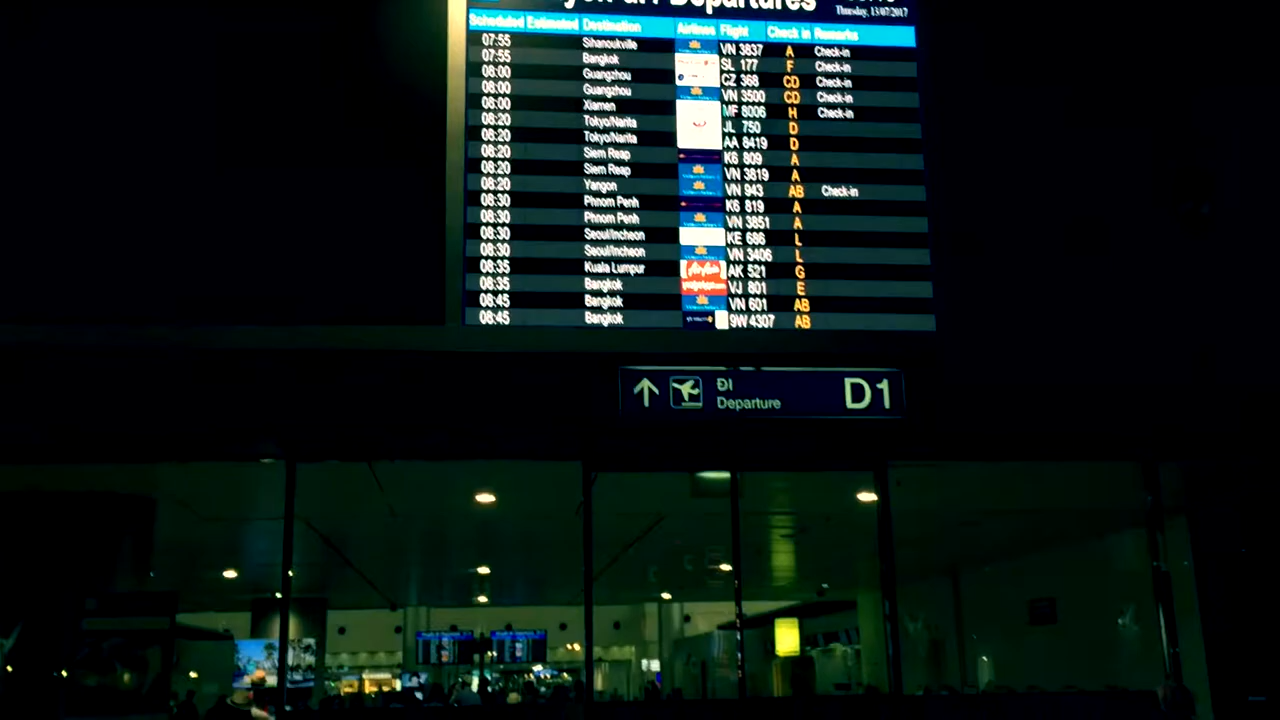 Departures
Thursday, 13/07/2017
Scheduled Estimated Destination Airlines Flight Check in Remarks
07:55 Sihanoukville VN 3837 A Check-in
07:55 Bangkok SL 177 F Check-in
08:00 Guangzhou CZ 368 CD Check-in
08:00 Guangzhou VN 3500 CD Check-in
08:00 Xiamen MF 8006 H Check-in
08:20 Tokyo/Narita JL 750 D
08:20 Tokyo/Narita AA 8419 D
08:20 Siem Reap K6 809 A
08:20 Siem Reap VN 3819 A
08:20 Yangon VN 943 AB Check-in
08:30 Phnom Penh K6 819 A
08:30 Phnom Penh VN 3851 A
08:30 Seoul/Incheon KE 686 L
08:30 Seoul/Incheon VN 3406 L
08:35 Kuala Lumpur AirAsia AK 521 G
08:35 Bangkok VJ 801 E
08:45 Bangkok VN 601 AB
08:45 Bangkok 9W 4307 AB
ĐI
Departure D1